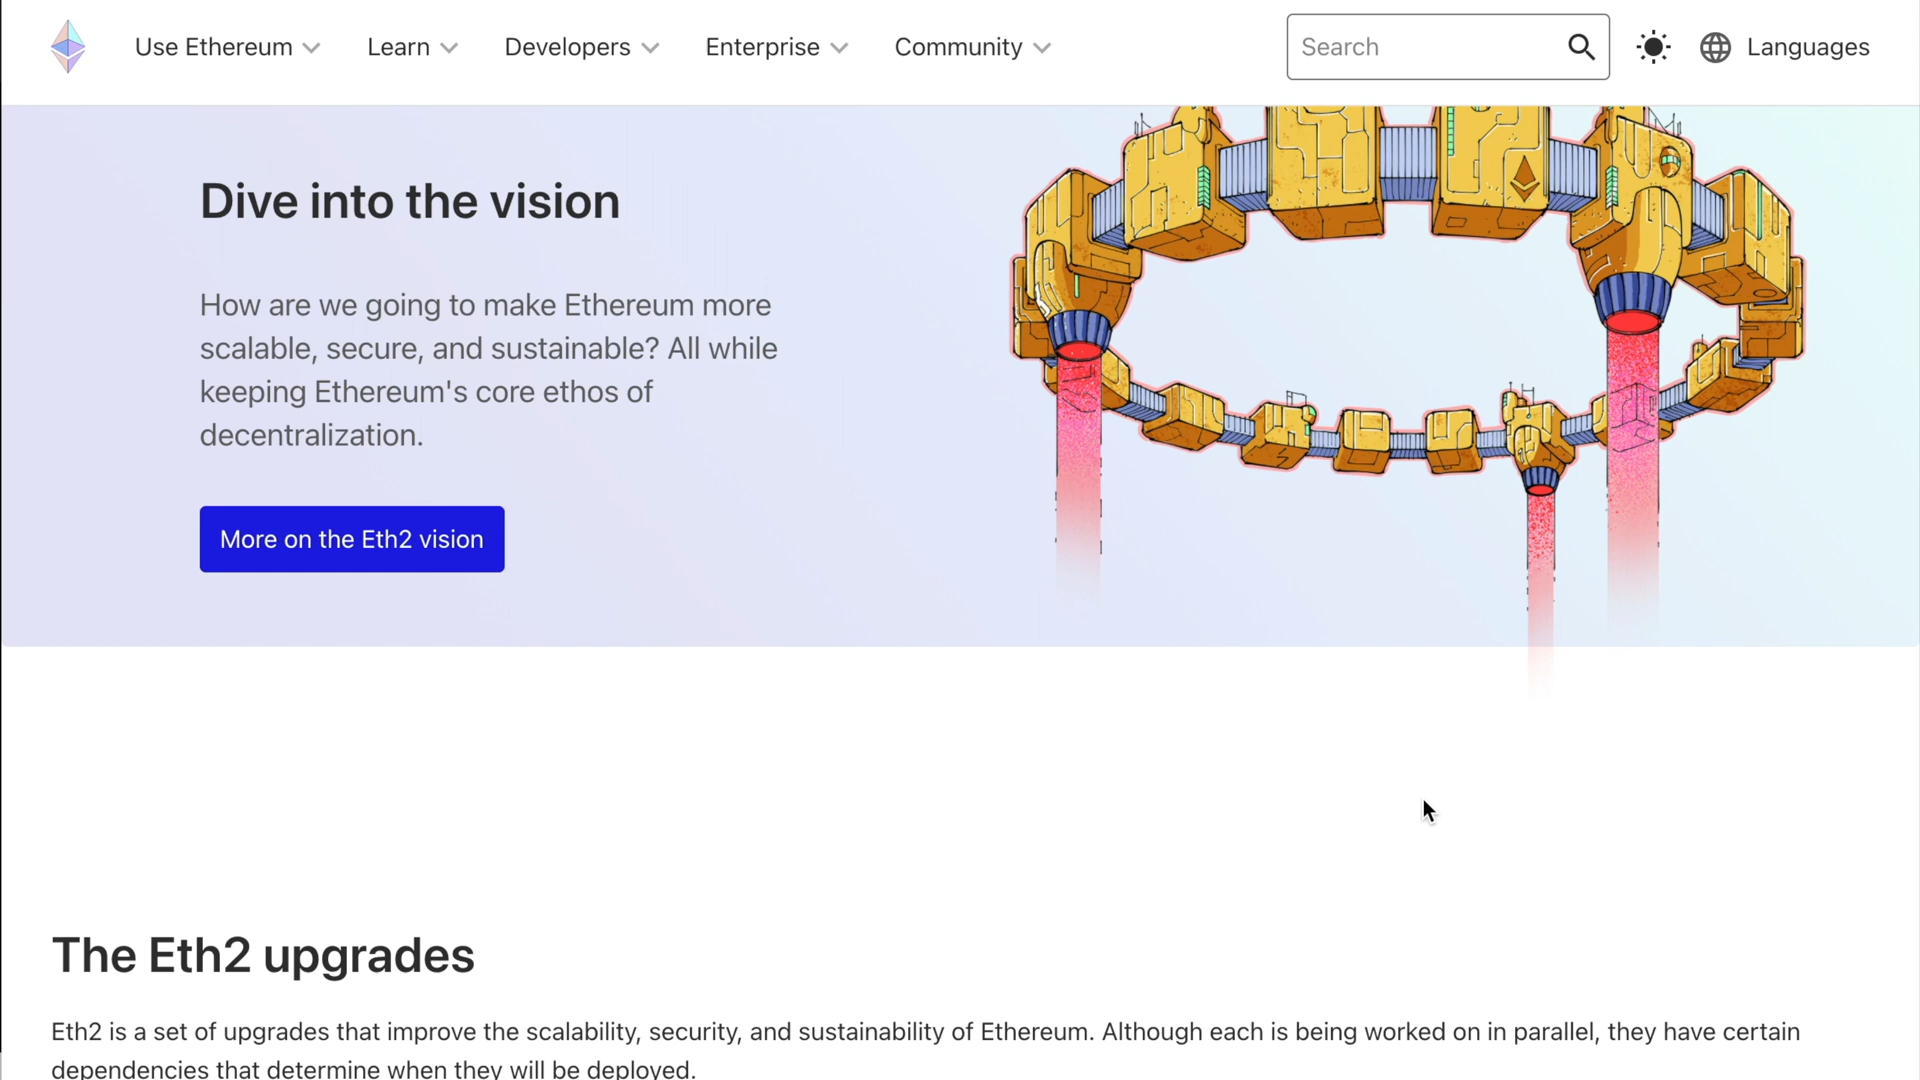 Use Ethereum
Learn
Developers
Enterprise
Community
Search
Languages
Dive into the vision
How are we going to make Ethereum more
scalable, secure, and sustainable? All while
keeping Ethereum's core ethos of
decentralization.
More on the Eth2 vision
The Eth2 upgrades
Eth2 is a set of upgrades that improve the scalability, security, and sustainability of Ethereum. Although each is being worked on in parallel, they have certain
dependencies that determine when they will be deployed.